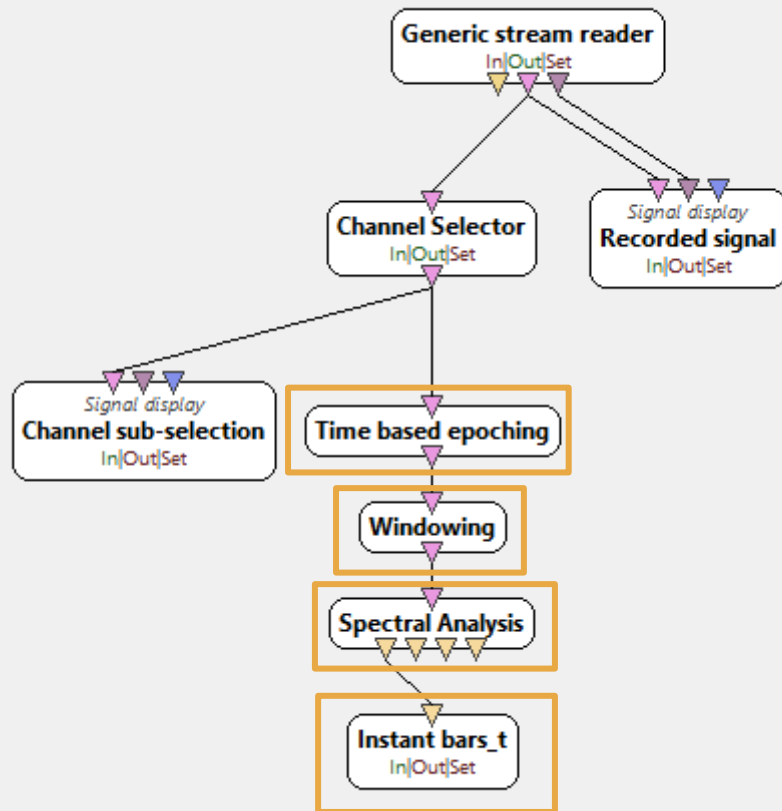 Generic stream reader
In|Out|Set
Channel Selector
In|Out|Set
Signal display
Recorded signal
In|Out|Set
Signal display
Channel sub-selection
In|Out|Set
Time based epoching
Windowing
Spectral Analysis
Instant bars_t
In|Out|Set